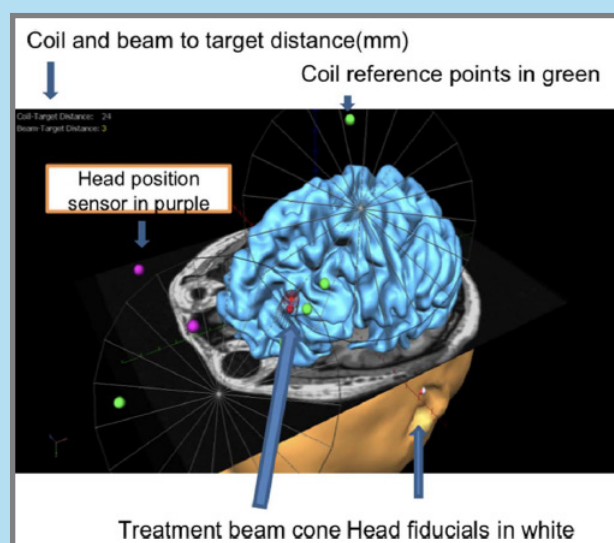 Coil and beam to target distance(mm)
Coil reference points in green
Coil-Target Distance: 24
Beam-Target Distance: 3
Head position
sensor in purple
Treatment beam cone Head fiducials in white